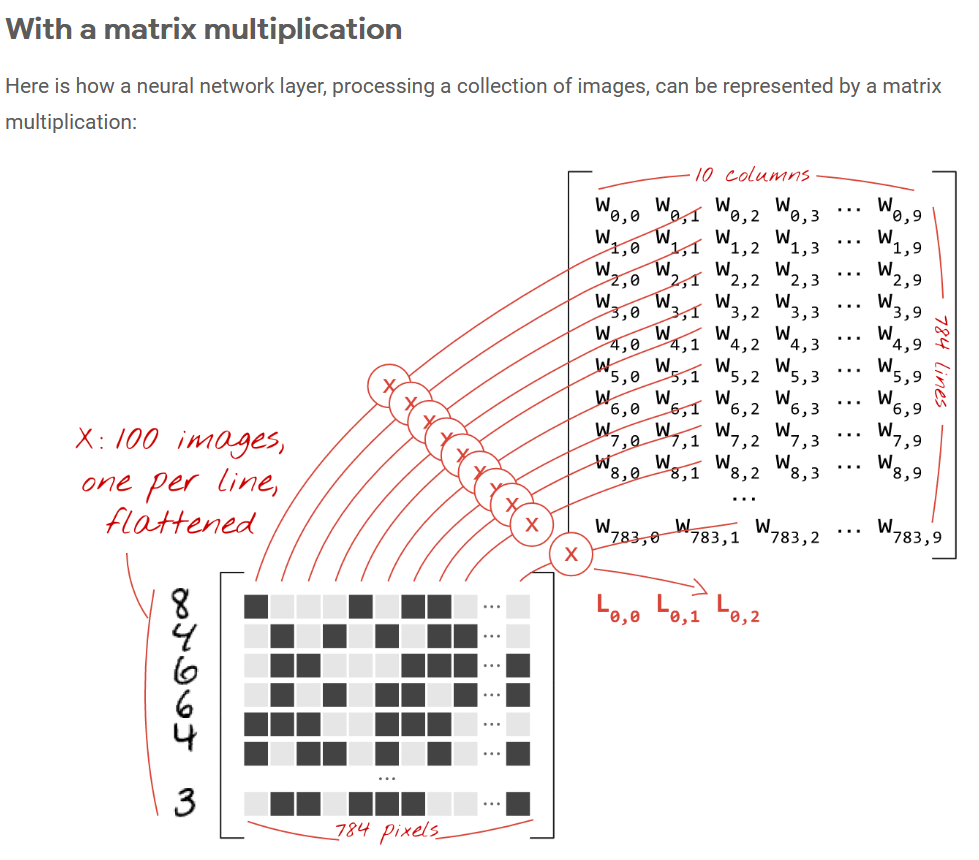 With a matrix multiplication
Here is how a neural network layer, processing a collection of images, can be represented by a matrix
multiplication:
10 columns
W0,0 W0,1 W0,2 W0,3 ... W0,9
W1,0 W1,1 W1,2 W1,3 ... W1,9
W2,0 W2,1 W2,2 W2,3 ... W2,9
W3,0 W3,1 W3,2 W3,3 ... W3,9
W4,0 W4,1 W4,2 W4,3 ... W4,9
W5,0 W5,1 W5,2 W5,3 ... W5,9
W6,0 W6,1 W6,2 W6,3 ... W6,9
W7,0 W7,1 W7,2 W7,3 ... W7,9
W8,0 W8,1 W8,2 W8,3 ... W8,9
...
W783,0 W783,1 W783,2 ... W783,9
784 lines
x
x
x
x
x
x
x
x
x
x
X: 100 images,
one per line,
flattened
L0,0 L0,1 L0,2
8 ...
4 ...
6 ...
6 ...
4 ...
...
...
3 ...
784 pixels